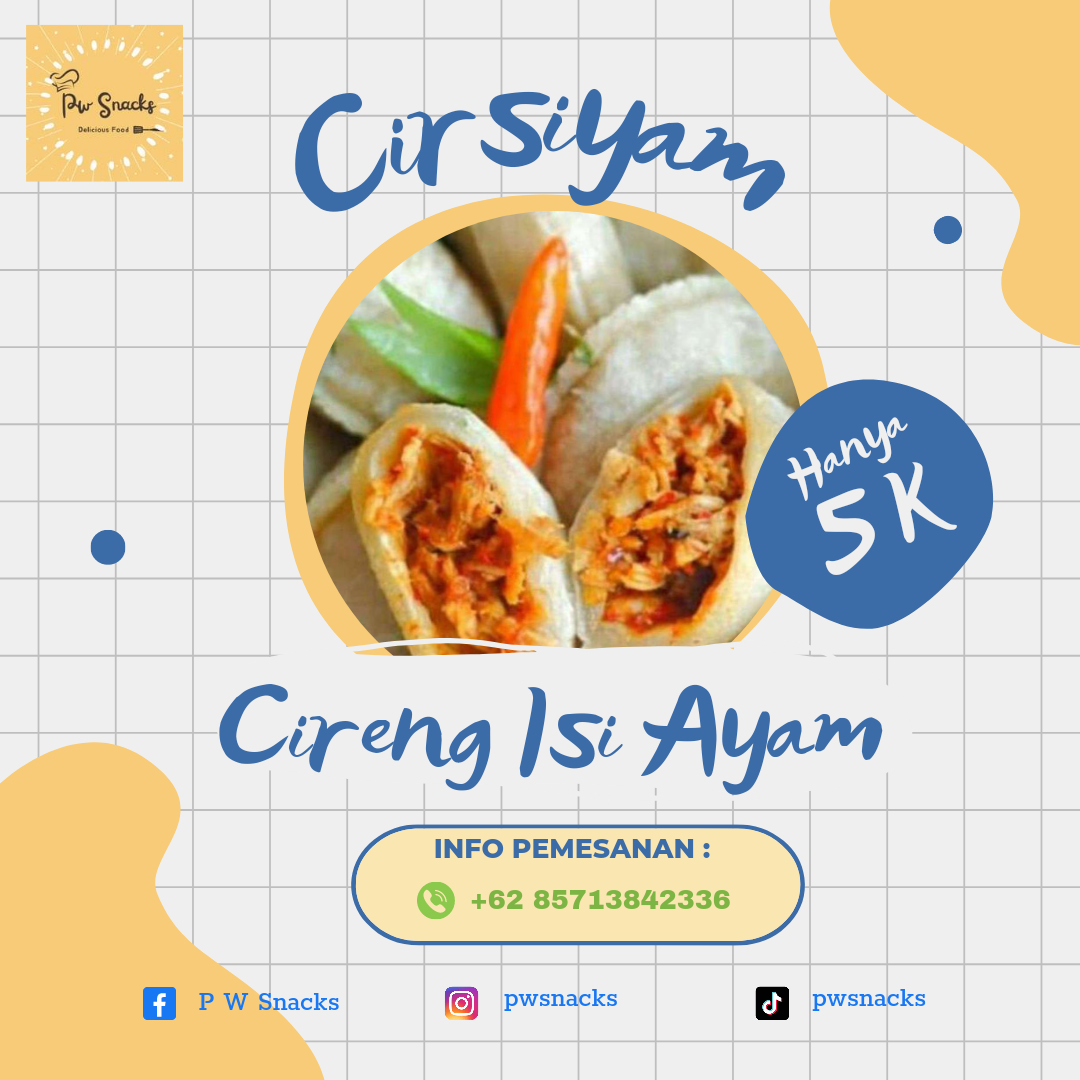 Pw Snacks
Delicious Food
Cirsiyam
Hanya
5K
Cireng Isi Ayam
INFO PEMESANAN :
+62 85713842336
P W Snacks
pwsnacks
pwsnacks